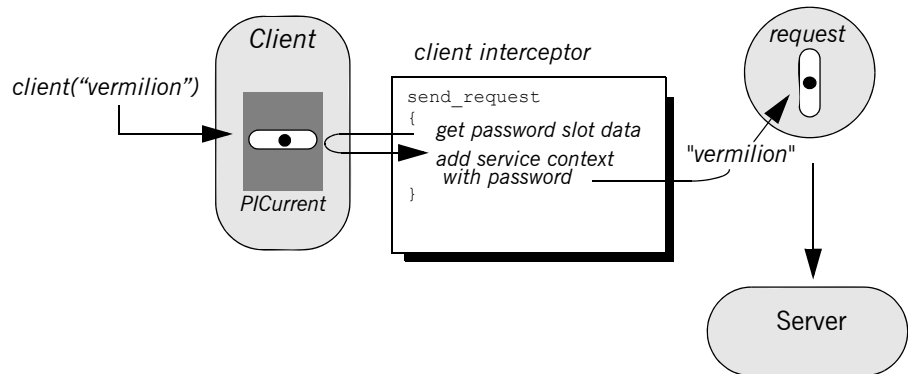 client(“vermilion”)
Client
PICurrent
client interceptor
send_request
{
get password slot data
add service context
with password
}
"vermilion"
request
Server